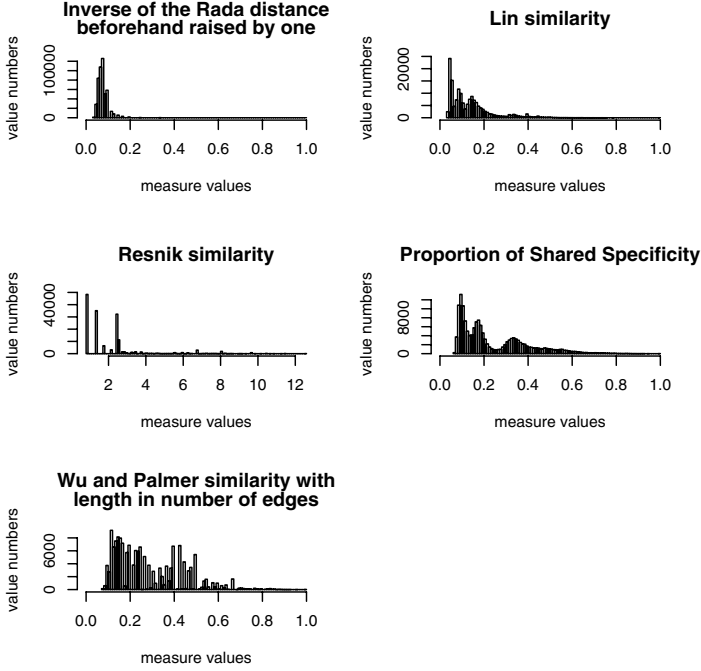 Inverse of the Rada distance
beforehand raised by one
value numbers
0 100000
0.0 0.2 0.4 0.6 0.8 1.0
measure values
Lin similarity
value numbers
0 20000
0.0 0.2 0.4 0.6 0.8 1.0
measure values
Resnik similarity
value numbers
0 40000
2 4 6 8 10 12
measure values
Proportion of Shared Specificity
value numbers
0 8000
0.0 0.2 0.4 0.6 0.8 1.0
measure values
Wu and Palmer similarity with
length in number of edges
value numbers
0 6000
0.0 0.2 0.4 0.6 0.8 1.0
measure values